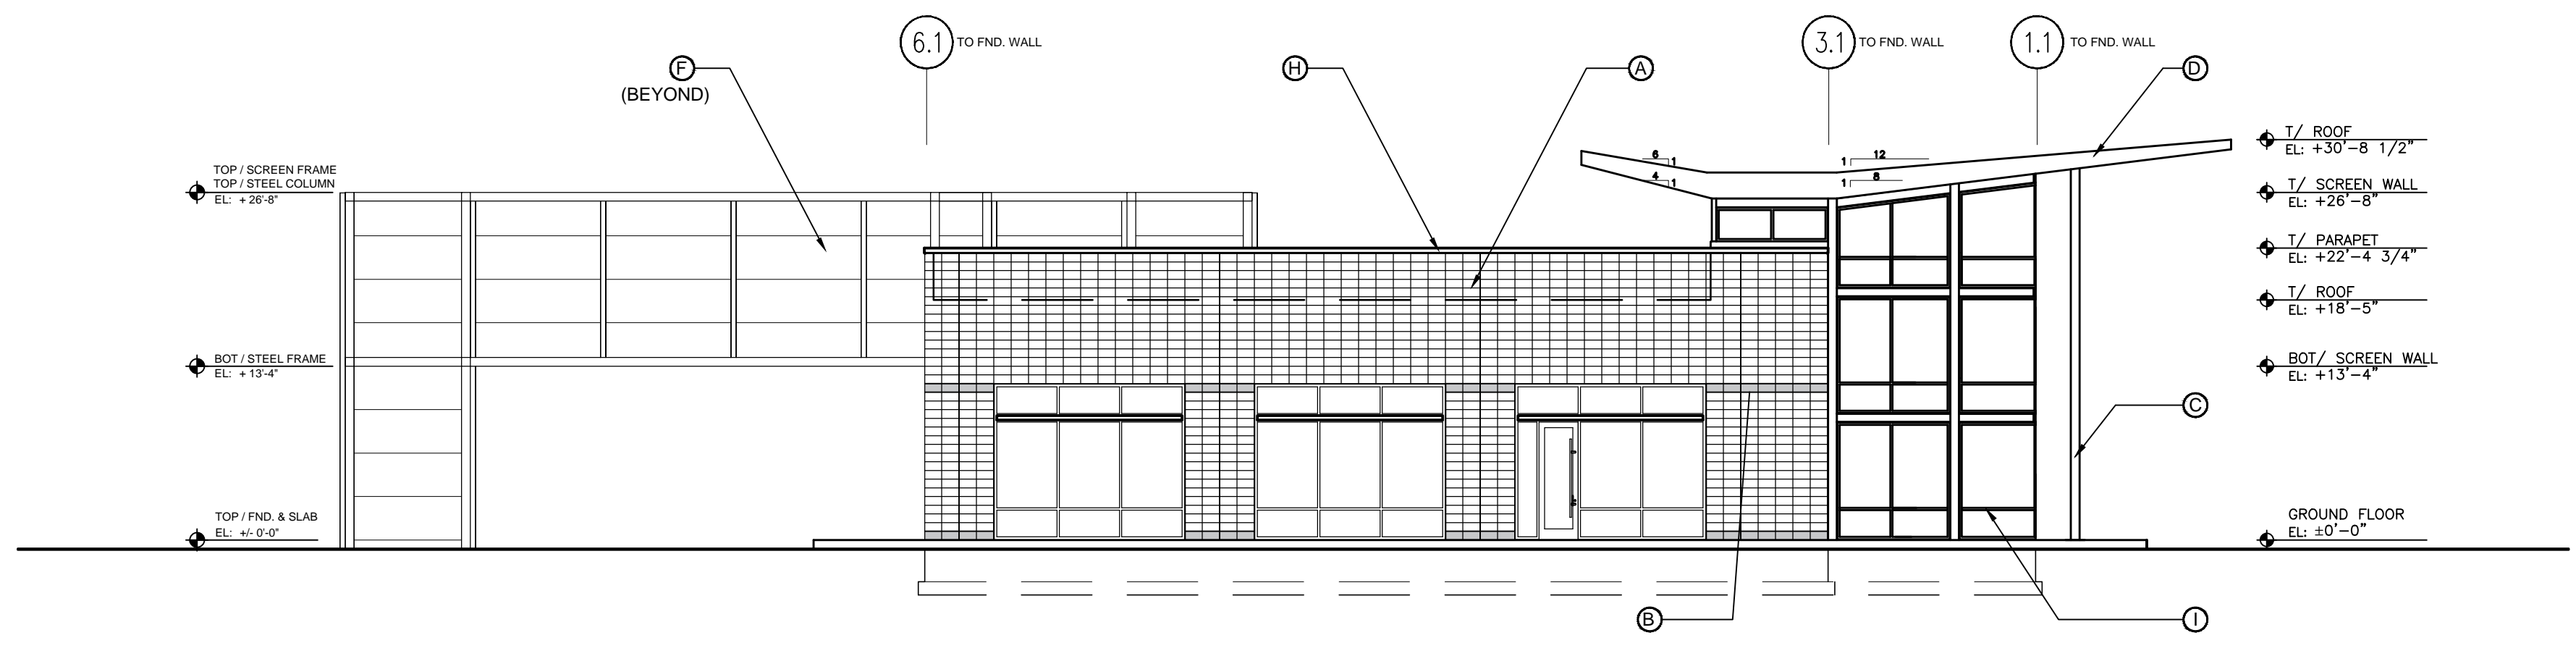 6.1 TO FND. WALL
3.1 TO FND. WALL
1.1 TO FND. WALL
F
(BEYOND)
H
A
D
6
1
4
1
12
1
8
1
TOP / SCREEN FRAME
TOP / STEEL COLUMN
EL: + 26'-8"
BOT / STEEL FRAME
EL: + 13'-4"
TOP / FND. & SLAB
EL: +/- 0'-0"
T/ ROOF
EL: +30'-8 1/2"
T/ SCREEN WALL
EL: +26'-8"
T/ PARAPET
EL: +22'-4 3/4"
T/ ROOF
EL: +18'-5"
BOT/ SCREEN WALL
EL: +13'-4"
C
GROUND FLOOR
EL: ±0'-0"
B
I